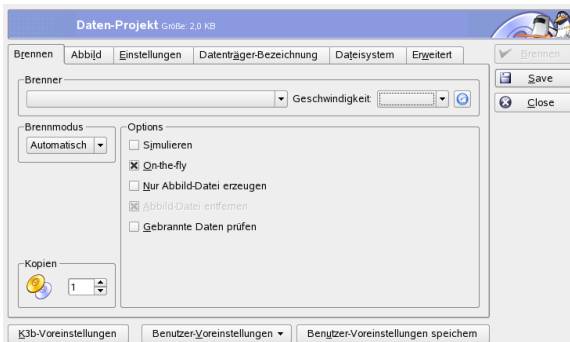 Daten-Projekt Größe: 2,0 KB
Brennen Abbild Einstellungen Datenträger-Bezeichnung Dateisystem Erweitert
Brennen
Save
Close
Brenner
Geschwindigkeit:
Brennmodus
Automatisch
Options
Simulieren
On-the-fly
Nur Abbild-Datei erzeugen
Abbild-Datei entfernen
Gebrannte Daten prüfen
Kopien
1
K3b-Voreinstellungen Benutzer-Voreinstellungen Benutzer-Voreinstellungen speichern